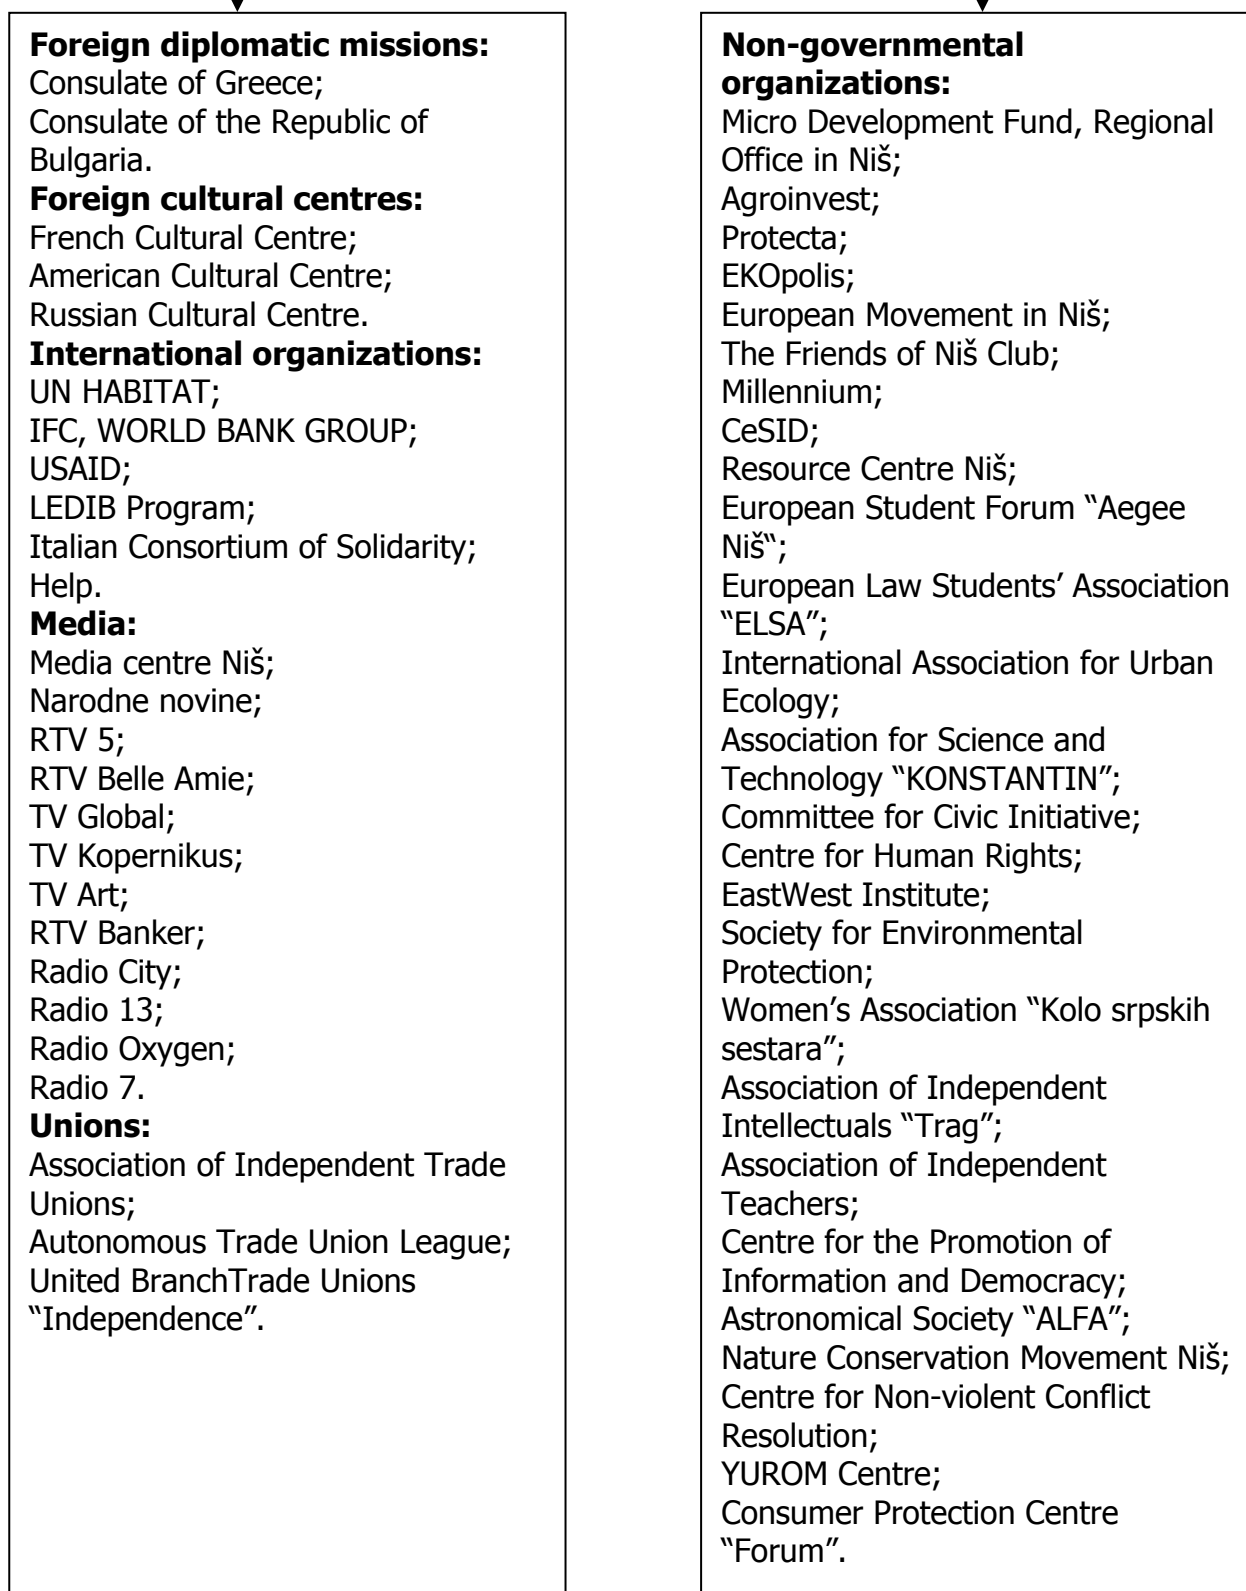 Foreign diplomatic missions:
Consulate of Greece;
Consulate of the Republic of
Bulgaria.
Foreign cultural centres:
French Cultural Centre;
American Cultural Centre;
Russian Cultural Centre.
International organizations:
UN HABITAT;
IFC, WORLD BANK GROUP;
USAID;
LEDIB Program;
Italian Consortium of Solidarity;
Help.
Media:
Media centre Niš;
Narodne novine;
RTV 5;
RTV Belle Amie;
TV Global;
TV Kopernikus;
TV Art;
RTV Banker;
Radio City;
Radio 13;
Radio Oxygen;
Radio 7.
Unions:
Association of Independent Trade
Unions;
Autonomous Trade Union League;
United BranchTrade Unions
“Independence”.
Non-governmental
organizations:
Micro Development Fund, Regional
Office in Niš;
Agroinvest;
Protecta;
EKOpolis;
European Movement in Niš;
The Friends of Niš Club;
Millennium;
CeSID;
Resource Centre Niš;
European Student Forum “Aegee
Niš“;
European Law Students’ Association
“ELSA”;
International Association for Urban
Ecology;
Association for Science and
Technology “KONSTANTIN”;
Committee for Civic Initiative;
Centre for Human Rights;
EastWest Institute;
Society for Environmental
Protection;
Women’s Association “Kolo srpskih
sestara”;
Association of Independent
Intellectuals “Trag”;
Association of Independent
Teachers;
Centre for the Promotion of
Information and Democracy;
Astronomical Society “ALFA”;
Nature Conservation Movement Niš;
Centre for Non-violent Conflict
Resolution;
YUROM Centre;
Consumer Protection Centre
“Forum”.